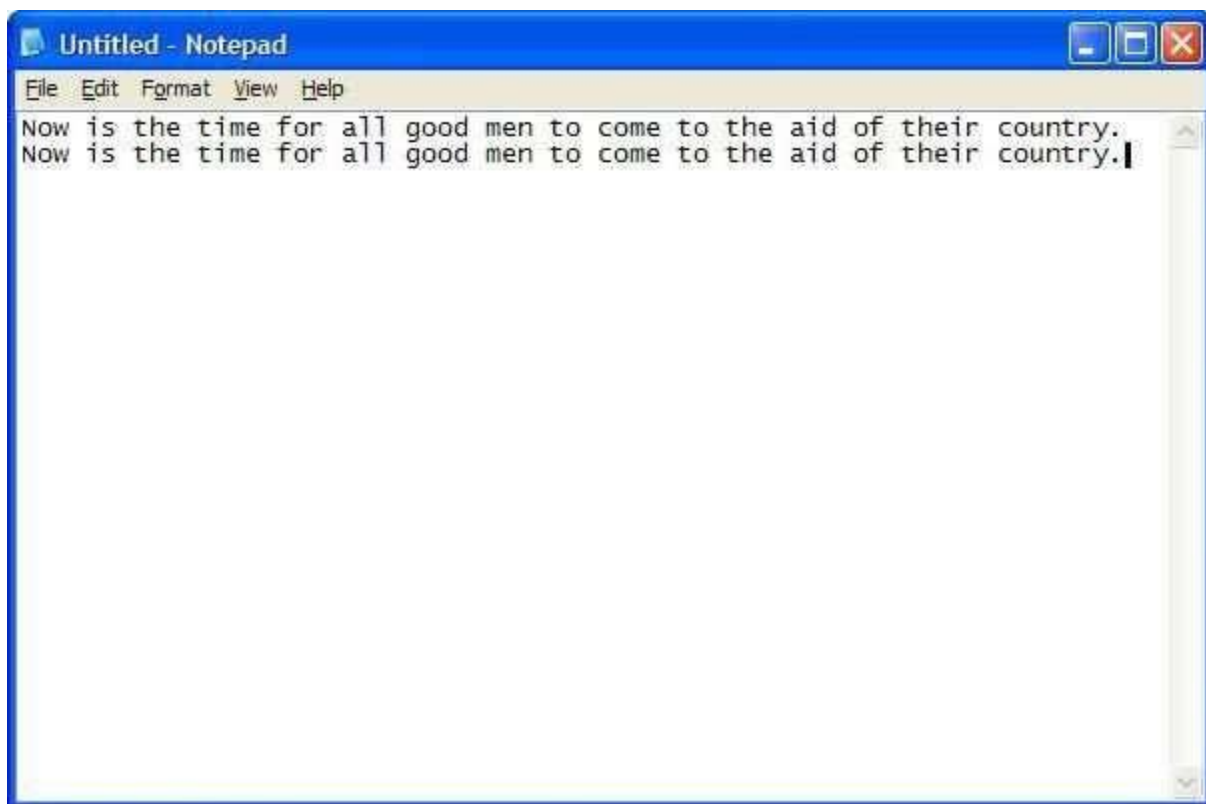 Untitled - Notepad
File Edit Format View Help
Now is the time for all good men to come to the aid of their country.
Now is the time for all good men to come to the aid of their country.